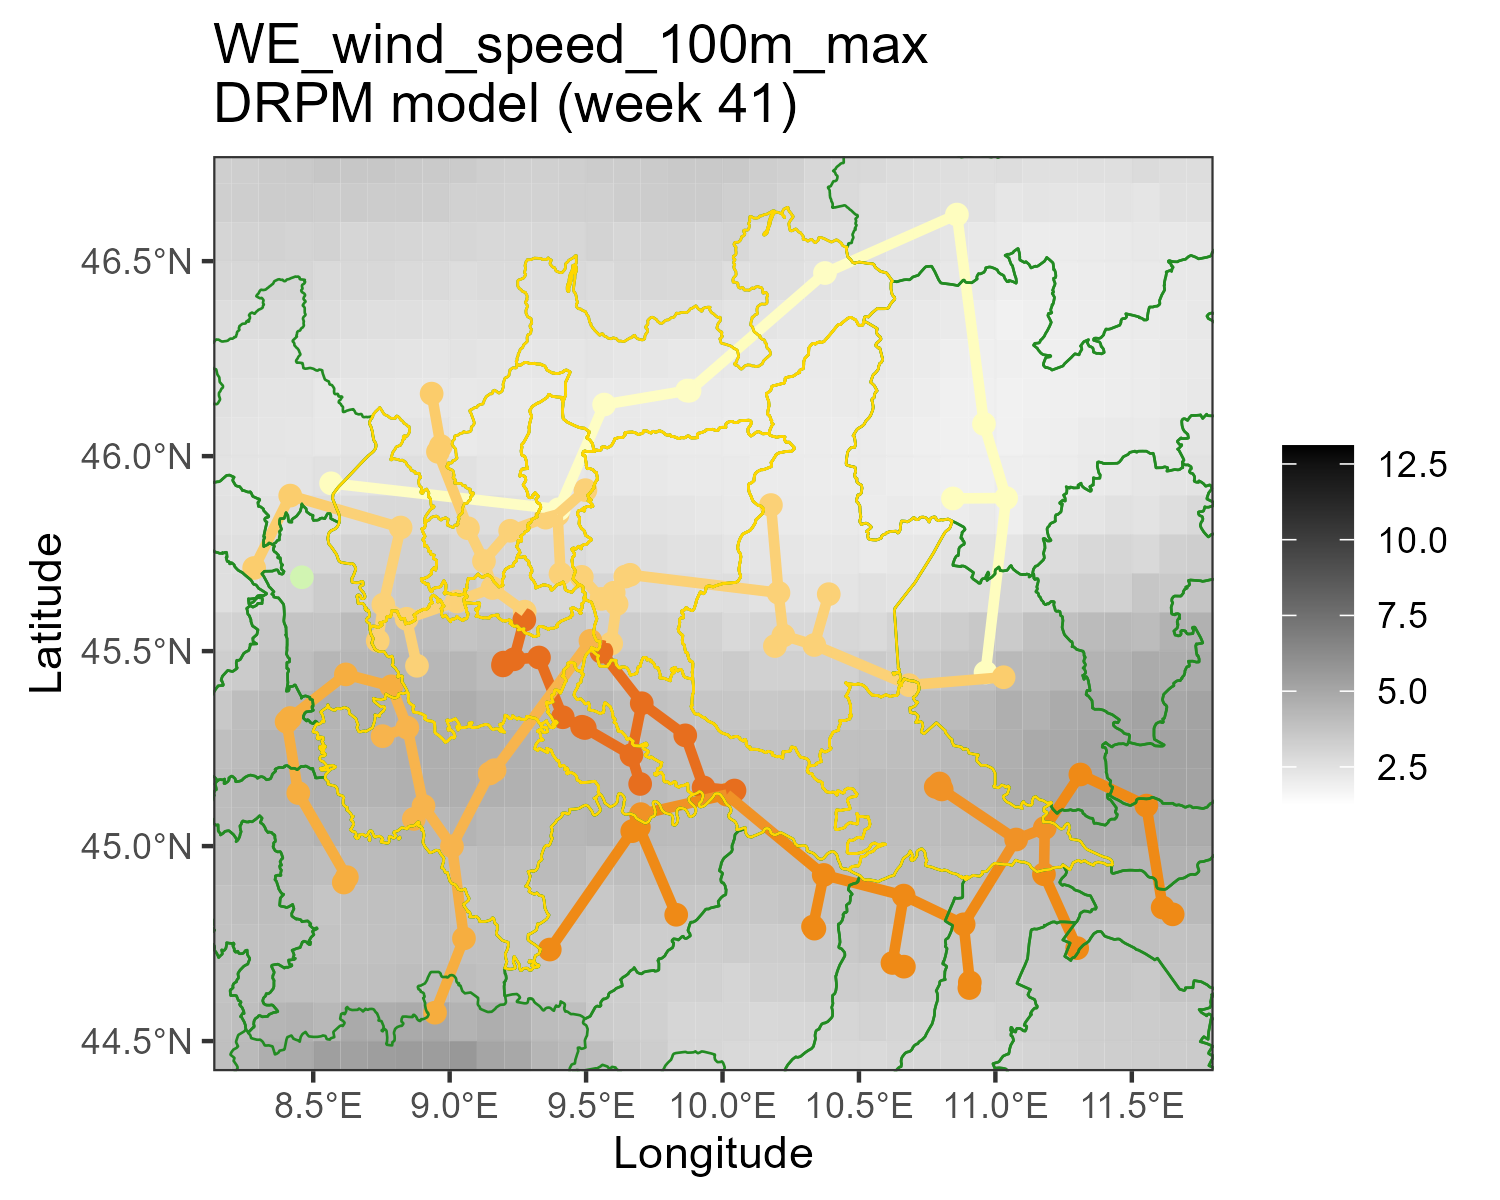 WE_wind_speed_100m_max
DRPM model (week 41)
46.5°N
46.0°N
45.5°N
45.0°N
44.5°N
Latitude
8.5°E 9.0°E 9.5°E 10.0°E 10.5°E 11.0°E 11.5°E
Longitude
12.5
10.0
7.5
5.0
2.5